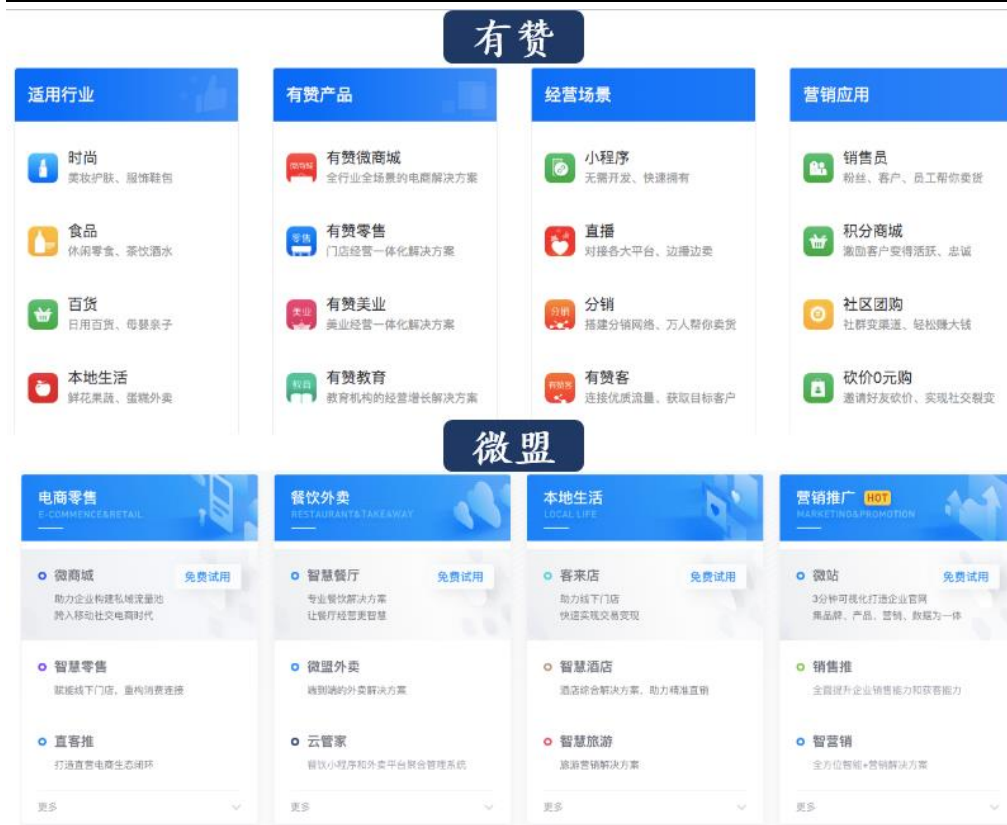 有赞
适用行业
时尚
美妆护肤、服饰鞋包
食品
休闲零食、茶饮酒水
百货
日用百货、母婴亲子
本地生活
鲜花果蔬、蛋糕外卖
有赞产品
微商城
有赞微商城
全行业全场景的电商解决方案
零售
有赞零售
门店经营一体化解决方案
美业
有赞美业
美业经营一体化解决方案
教育
有赞教育
教育机构的经营增长解决方案
经营场景
小程序
无需开发、快速拥有
直播
对接各大平台、边播边卖
分销
分销
搭建分销网络、万人帮你卖货
有赞客
有赞客
连接优质流量、获取目标客户
营销应用
销售员
粉丝、客户、员工帮你卖货
积分商城
激励客户变得活跃、忠诚
社区团购
社群变渠道、轻松赚大钱
砍价0元购
邀请好友砍价、实现社交裂变
微盟
电商零售
E-COMMENCE&RETAIL
微商城
免费试用
助力企业构建私域流量池
跨入移动社交电商时代
智慧零售
赋能线下门店，重构消费连接
直客推
打造直营电商生态闭环
更多
餐饮外卖
RESTAURANT&TAKEAWAY
智慧餐厅
免费试用
专业餐饮解决方案
让餐厅经营更智慧
微盟外卖
端到端的外卖解决方案
云管家
餐饮小程序和外卖平台聚合管理系统
更多
本地生活
LOCAL LIFE
客来店
免费试用
助力线下门店
快速实现交易变现
智慧酒店
酒店综合解决方案，助力精准直销
智慧旅游
旅游营销解决方案
更多
营销推广 HOT
MARKETING&PROMOTION
微站
免费试用
3分钟可视化打造企业官网
集品牌、产品、营销、数据为一体
销售推
全面提升企业销售能力和获客能力
智营销
全方位智能+营销解决方案
更多